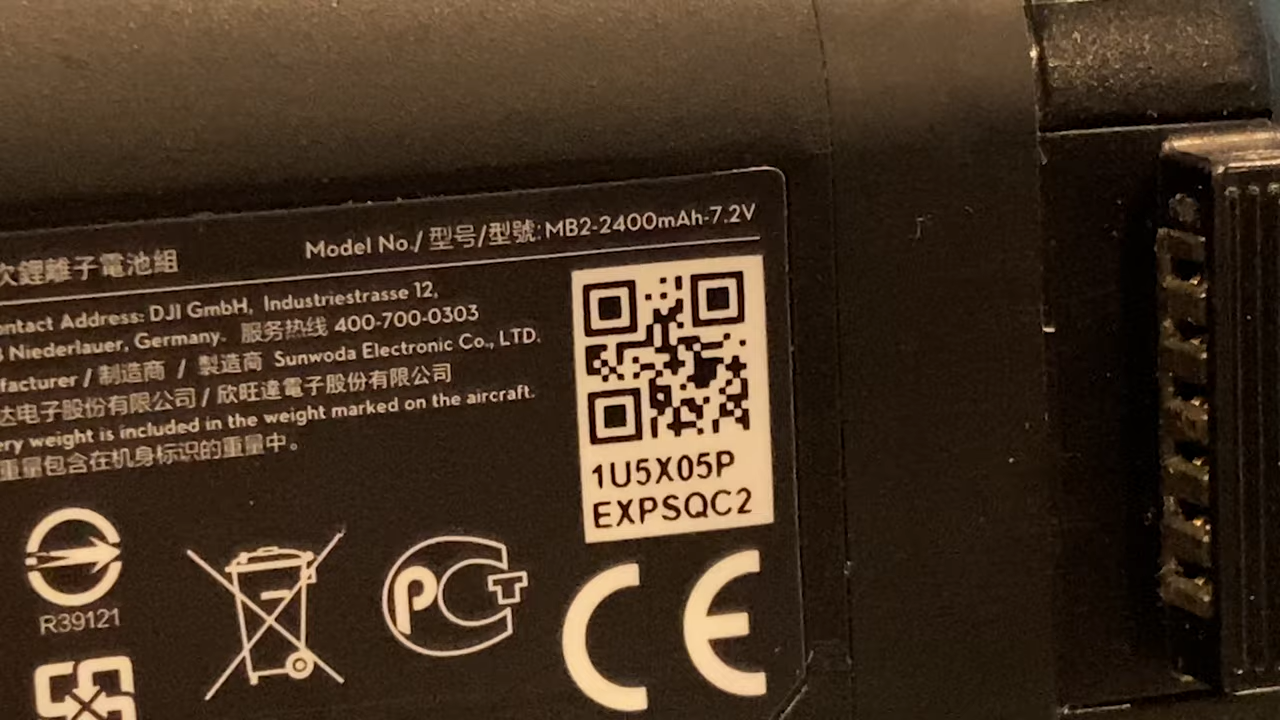 次鋰離子電池組
Model No./ 型号/型號: MB2-2400mAh-7.2V
ontact Address: DJI GmbH, Industriestrasse 12,
Niederlauer, Germany. 服务热线 400-700-0303
facturer / 制造商 / 製造商 Sunwoda Electronic Co., LTD.
达电子股份有限公司 / 欣旺達電子股份有限公司
ery weight is included in the weight marked on the aircraft.
重量包含在机身标识的重量中。
1U5X05P
EXPSQC2
R39121
PCT
CE